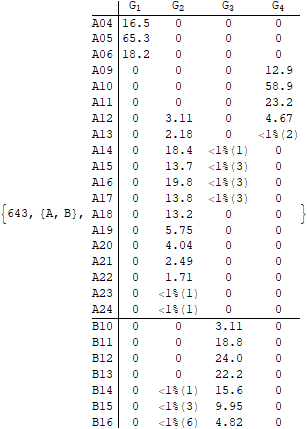 G₁ G₂ G₃ G₄
A04 16.5 0 0 0
A05 65.3 0 0 0
A06 18.2 0 0 0
A09 0 0 0 12.9
A10 0 0 0 58.9
A11 0 0 0 23.2
A12 0 3.11 0 4.67
A13 0 2.18 0 <1%(2)
A14 0 18.4 <1%(1) 0
A15 0 13.7 <1%(3) 0
A16 0 19.8 <1%(3) 0
A17 0 13.8 <1%(3) 0
{643, {A, B}, A18 0 13.2 0 0 }
A19 0 5.75 0 0
A20 0 4.04 0 0
A21 0 2.49 0 0
A22 0 1.71 0 0
A23 0 <1%(1) 0 0
A24 0 <1%(1) 0 0
B10 0 0 3.11 0
B11 0 0 18.8 0
B12 0 0 24.0 0
B13 0 0 22.2 0
B14 0 <1%(1) 15.6 0
B15 0 <1%(3) 9.95 0
B16 0 <1%(6) 4.82 0